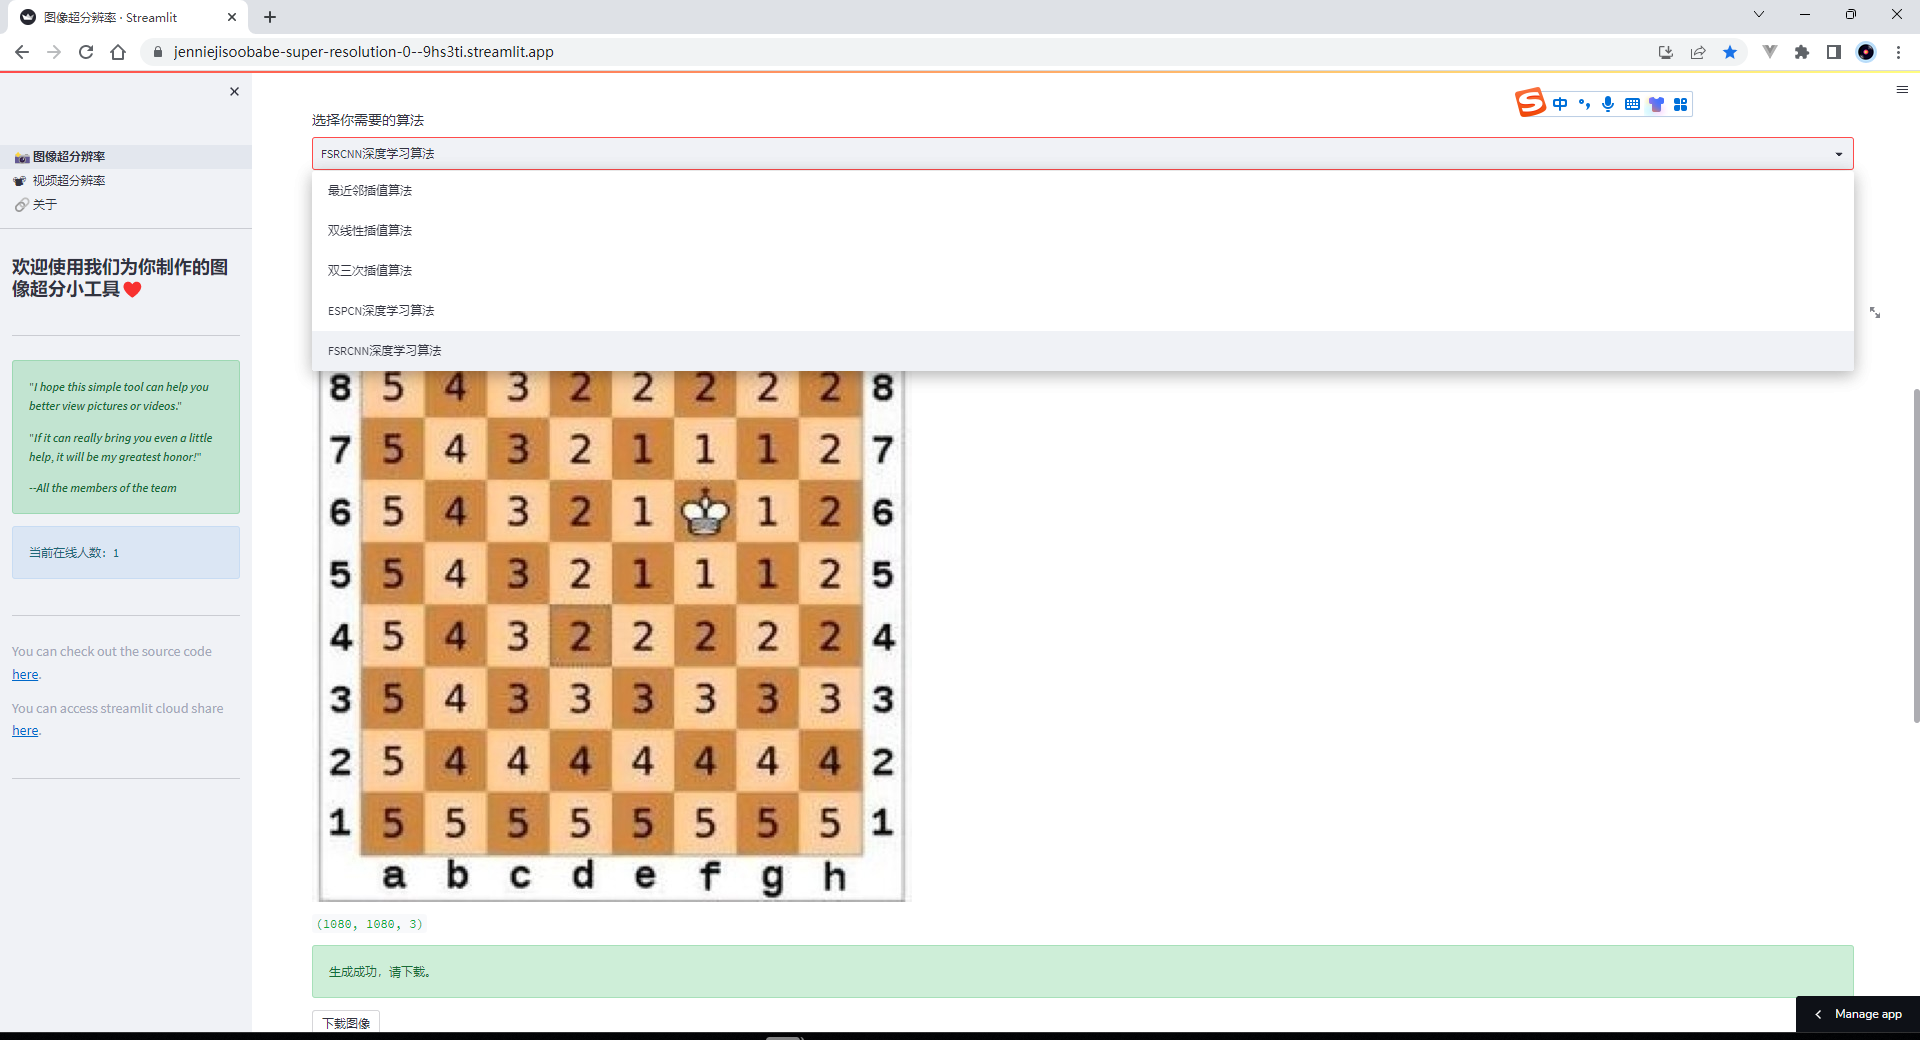 图像超分辨率 · Streamlit
jenniejisoobabe-super-resolution-0--9hs3ti.streamlit.app
图像超分辨率
视频超分辨率
关于
欢迎使用我们为你制作的图
像超分小工具❤️
"I hope this simple tool can help you
better view pictures or videos."
"If it can really bring you even a little
help, it will be my greatest honor!"
--All the members of the team
当前在线人数：1
You can check out the source code
here.
You can access streamlit cloud share
here.
中
选择你需要的算法
FSRCNN深度学习算法
最近邻插值算法
双线性插值算法
双三次插值算法
ESPCN深度学习算法
FSRCNN深度学习算法
8 5 4 3 2 2 2 2 2 8
7 5 4 3 2 1 1 1 2 7
6 5 4 3 2 1 1 2 6
5 5 4 3 2 1 1 1 2 5
4 5 4 3 2 2 2 2 2 4
3 5 4 3 3 3 3 3 3 3
2 5 4 4 4 4 4 4 4 2
1 5 5 5 5 5 5 5 5 1
a b c d e f g h
(1080, 1080, 3)
生成成功，请下载。
下载图像
Manage app